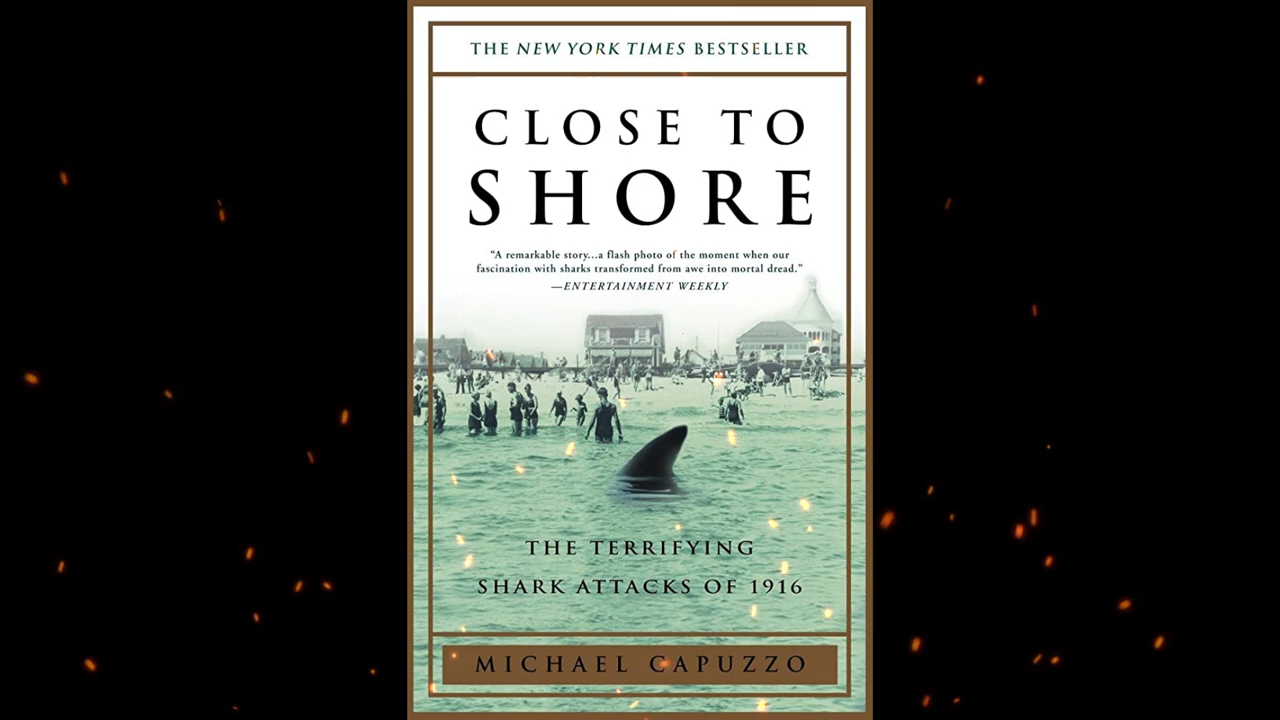 THE NEW YORK TIMES BESTSELLER
CLOSE TO
SHORE
“A remarkable story...a flash photo of the moment when our
fascination with sharks transformed from awe into mortal dread.”
—ENTERTAINMENT WEEKLY
THE TERRIFYING
SHARK ATTACKS OF 1916
MICHAEL CAPUZZO